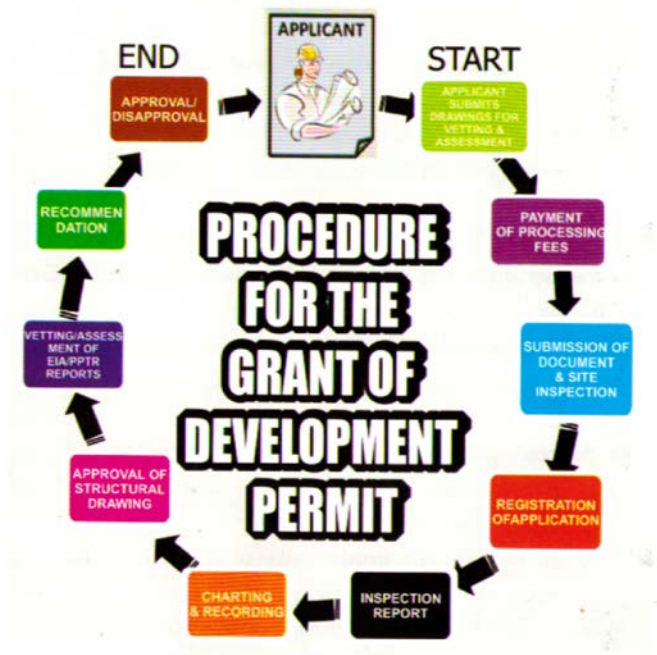 END
APPLICANT
START
APPLICANT
SUBMITS
DRAWINGS FOR
VETTING &
ASSESSMENT
PAYMENT
OF PROCESSING
FEES
SUBMISSION OF
DOCUMENT
& SITE
INSPECTION
REGISTRATION
OFAPPLICATION
INSPECTION
REPORT
CHARTING
& RECORDING
APPROVAL OF
STRUCTURAL
DRAWING
VETTING/ASSESS
MENT OF
EIA/PPTR
REPORTS
RECOMMEN
DATION
APPROVAL/
DISAPPROVAL
PROCEDURE
FOR THE
GRANT OF
DEVELOPMENT
PERMIT